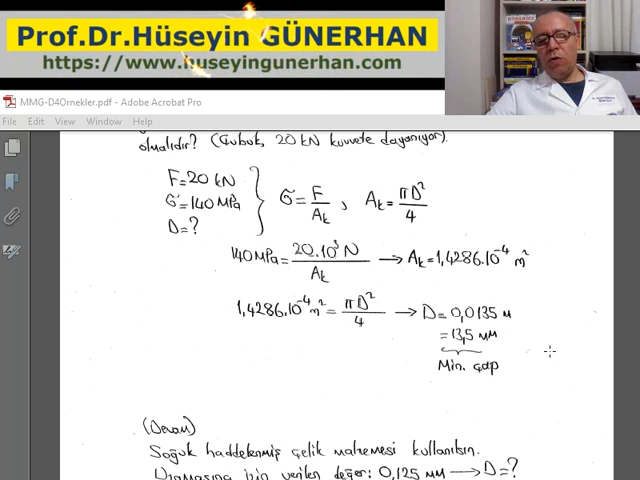 Prof.Dr.Hüseyin GÜNERHAN
https://www.huseyingunerhan.com
MMG-D4Ornekler.pdf - Adobe Acrobat Pro
File Edit View Window Help
olmalıdır? (Çubuk, 20 kN kuvvete dayanıyor).
F=20 kN
σ=140 MPa
D=?
σ=F/Ak, Ak=πD²/4
140 MPa=20.10³ N/Ak → Ak=1,4286.10⁻⁴ m²
1,4286.10⁻⁴ m²=πD²/4 → D=0,0135 m
=13,5 mm
Min. çap
(Devam)
Soğuk haddelenmiş çelik malzemesi kullanılsın.
Uzamasına izin verilen değer: 0,125 mm → D=?